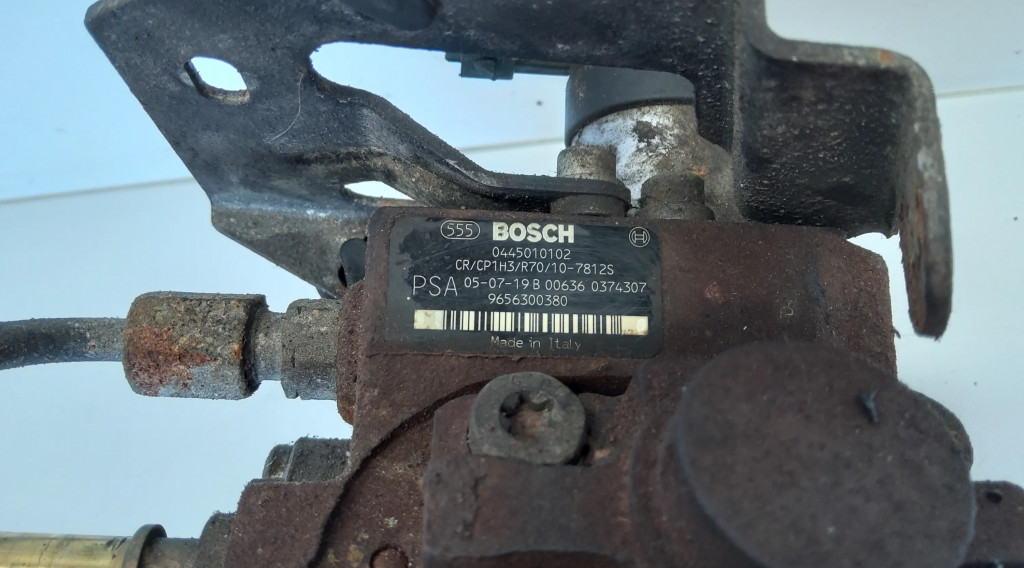 555 BOSCH
0445010102
CR/CP1H3/R70/10-7812S
PSA 05-07-19 B 00636 0374307
9656300380
Made in Italy